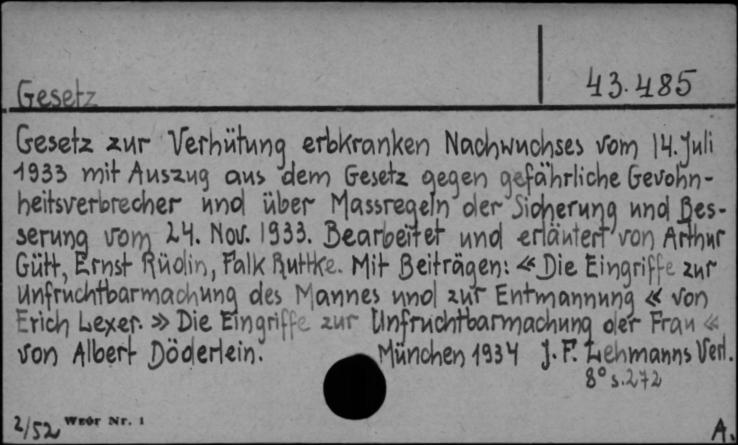 Gesetz
43.485
Gesetz zur Verhütung erbkranken Nachwuchses vom 14. Juli
1933 mit Auszug aus dem Gesetz gegen gefährliche Gevohn-
heitsverbrecher und über Massregeln der Sicherung und Bes-
serung vom 24. Nov. 1933. Bearbeitet und erläutert von Arthur
Gütt, Ernst Rüdin, Falk Ruttke. Mit Beiträgen: « Die Eingriffe zur
Unfruchtbarmachung des Mannes und zur Entmannung « von
Erich Lexer. » Die Eingriffe zur Unfruchtbarmachung der Frau «
von Albert Döderlein. München 1934 J. F. Lehmanns Verl.
8° s. 272
2/52 Wzór Nr. 1
A.